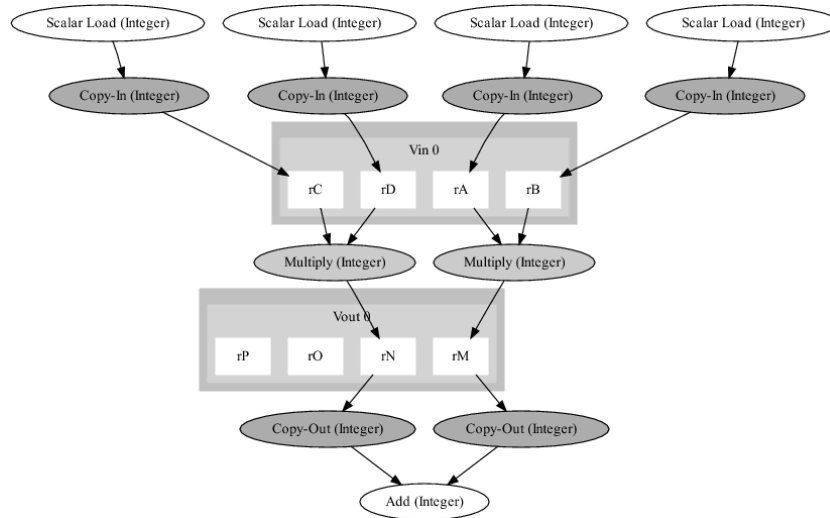 Scalar Load (Integer) Scalar Load (Integer) Scalar Load (Integer) Scalar Load (Integer)
Copy-In (Integer) Copy-In (Integer) Copy-In (Integer) Copy-In (Integer)
Vin 0
rC rD rA rB
Multiply (Integer) Multiply (Integer)
Vout 0
rP rO rN rM
Copy-Out (Integer) Copy-Out (Integer)
Add (Integer)